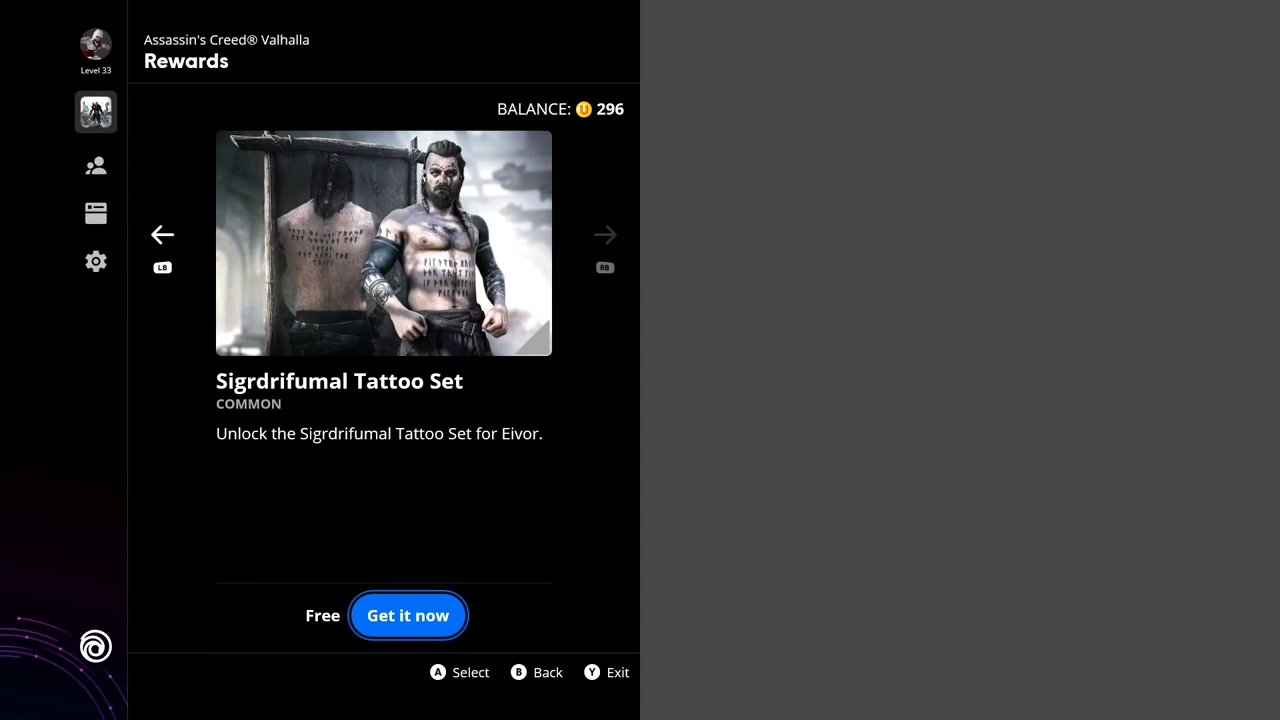 Assassin's Creed® Valhalla
Rewards
Level 33
BALANCE: 296
LB
RB
Sigrdrifumal Tattoo Set
COMMON
Unlock the Sigrdrifumal Tattoo Set for Eivor.
Free Get it now
A Select B Back Y Exit